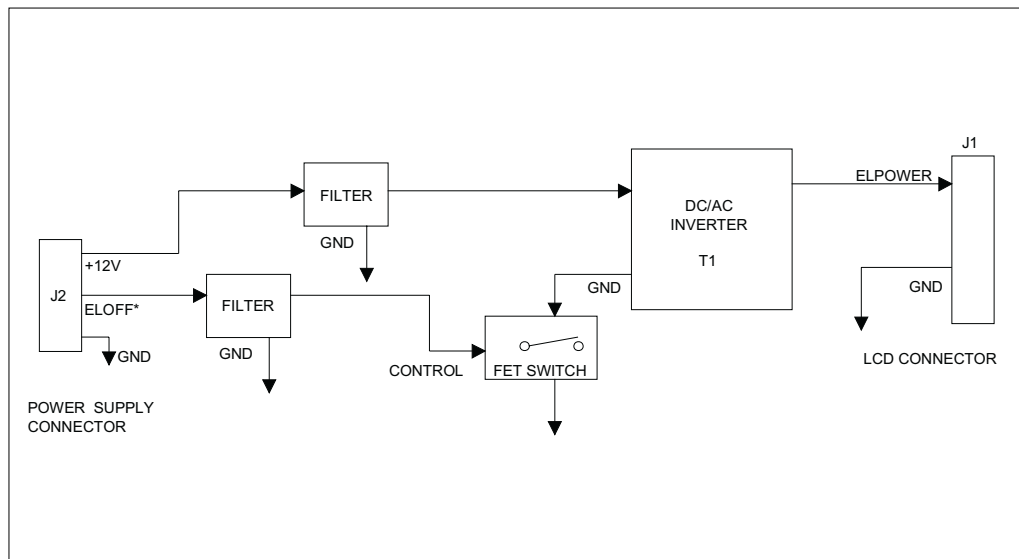 J1
ELPOWER
FILTER
DC/AC
INVERTER
T1
GND
+12V
J2
ELOFF*
FILTER
GND
GND
GND
GND
CONTROL
FET SWITCH
LCD CONNECTOR
POWER SUPPLY
CONNECTOR